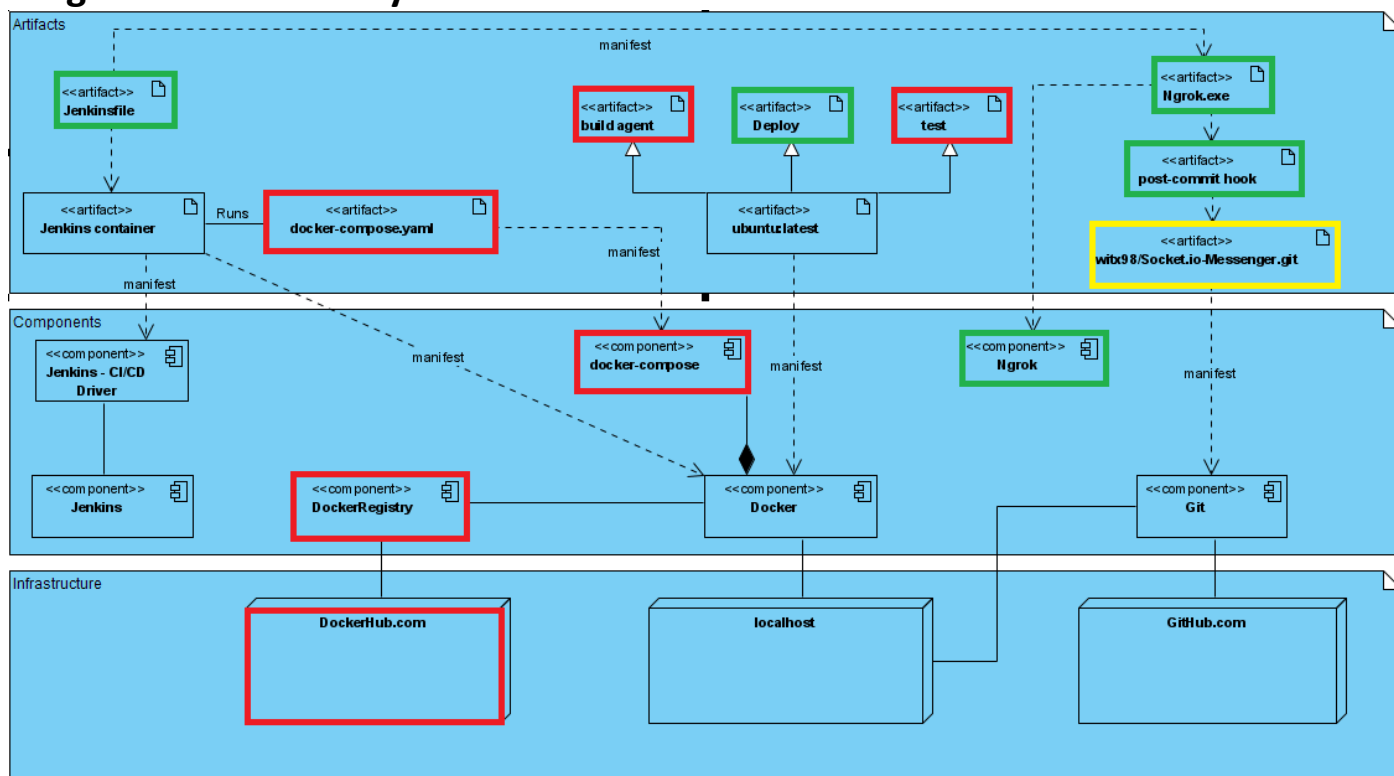 Artifacts
manifest
<<artifact>>
Jenkinsfile
<<artifact>>
build agent
<<artifact>>
Deploy
<<artifact>>
test
<<artifact>>
Ngrok.exe
<<artifact>>
post-commit hook
<<artifact>>
Jenkins container
Runs
<<artifact>>
docker-compose.yaml
<<artifact>>
ubuntu:latest
<<artifact>>
witx98/Socket.io-Messenger.git
manifest
manifest
Components
<<component>>
Jenkins - CI/CD
Driver
manifest
<<component>>
docker-compose
manifest
<<component>>
Ngrok
manifest
<<component>>
Jenkins
<<component>>
DockerRegistry
<<component>>
Docker
<<component>>
Git
Infrastructure
DockerHub.com
localhost
GitHub.com